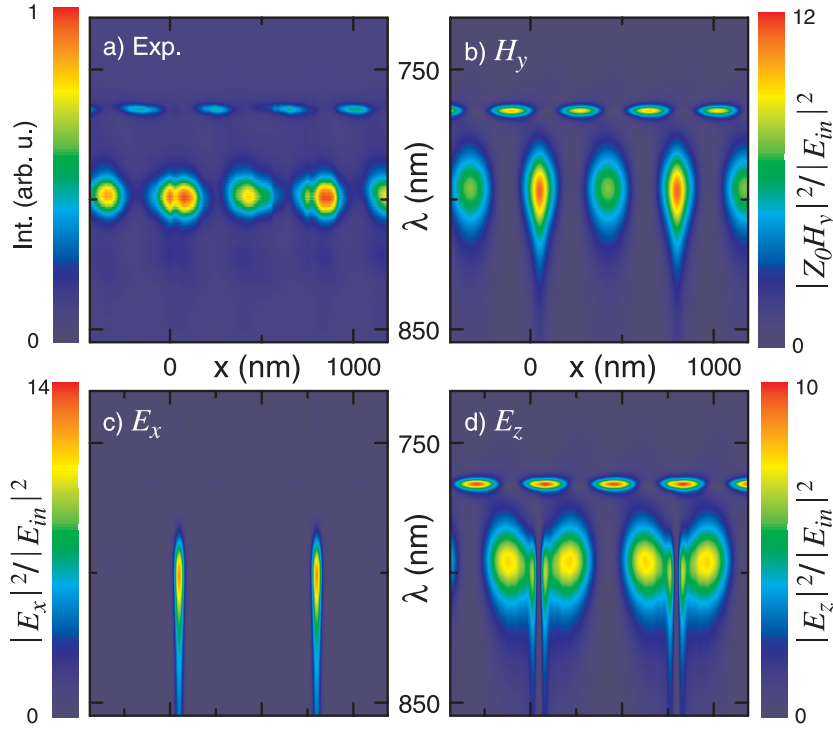 1
a) Exp.
Int. (arb. u.)
0
750
λ (nm)
850
b) H_y
12
|Z_0H_y|^2/|E_in|^2
0
0
x (nm)
1000
0
x (nm)
1000
14
c) E_x
|E_x|^2/|E_in|^2
0
750
λ (nm)
850
d) E_z
10
|E_z|^2/|E_in|^2
0